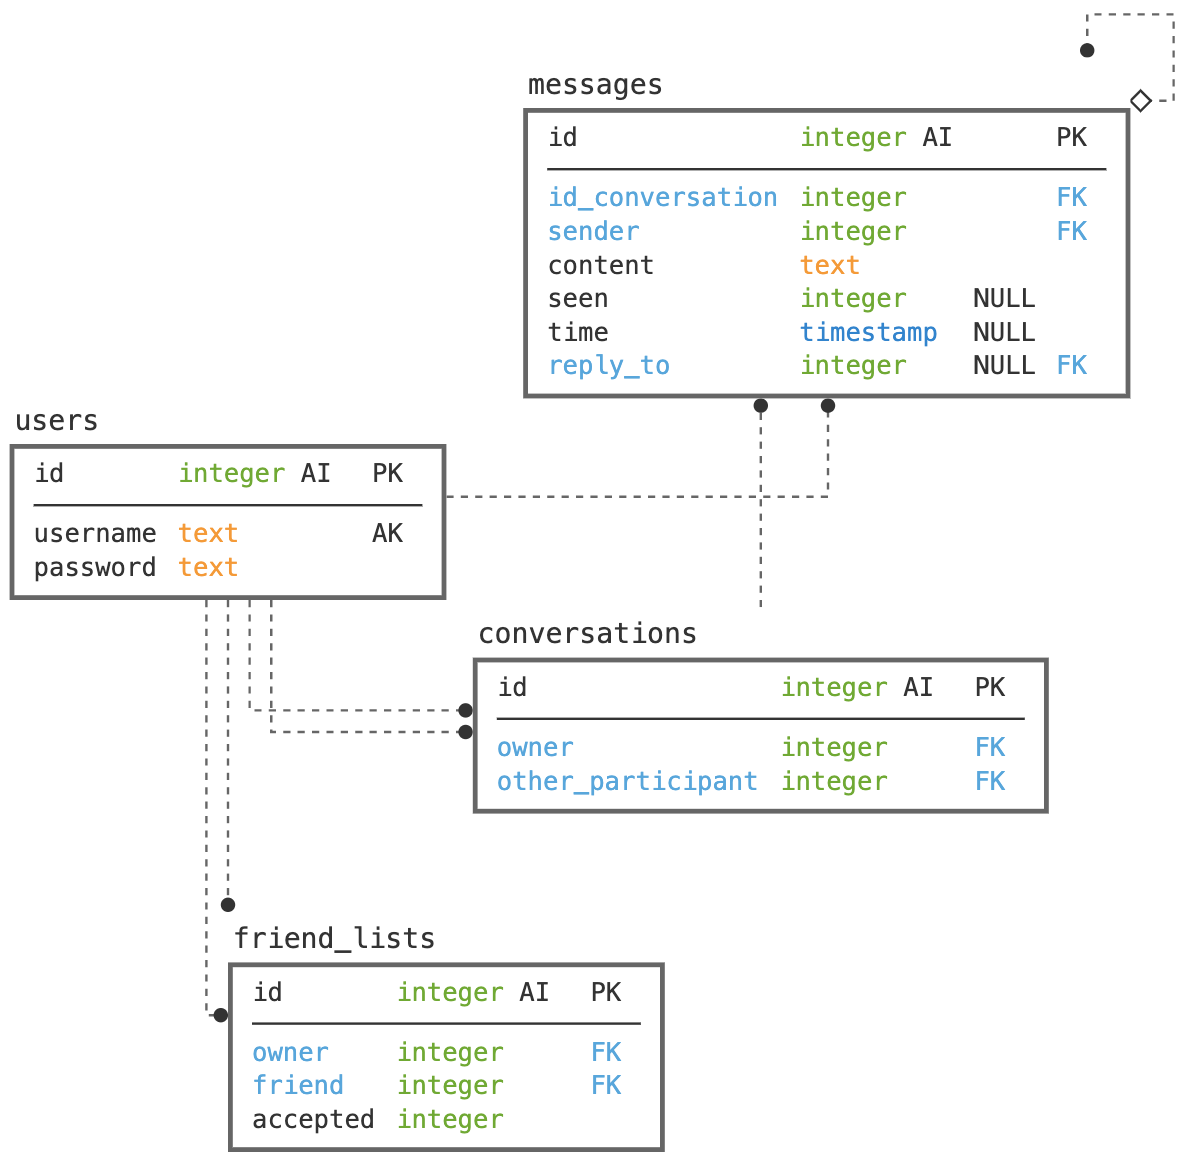 messages
id integer AI PK
id_conversation integer FK
sender integer FK
content text
seen integer NULL
time timestamp NULL
reply_to integer NULL FK
users
id integer AI PK
username text AK
password text
conversations
id integer AI PK
owner integer FK
other_participant integer FK
friend_lists
id integer AI PK
owner integer FK
friend integer FK
accepted integer